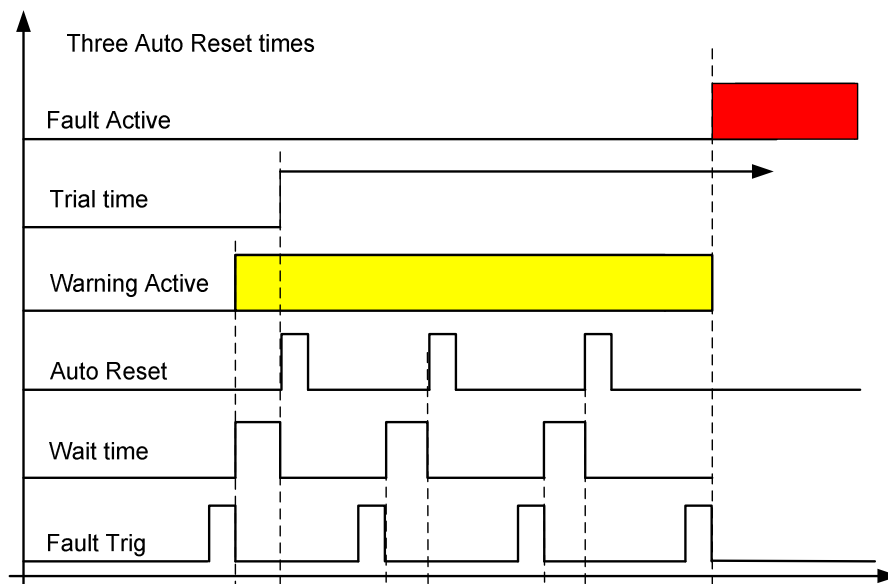 Three Auto Reset times
Fault Active
Trial time
Warning Active
Auto Reset
Wait time
Fault Trig